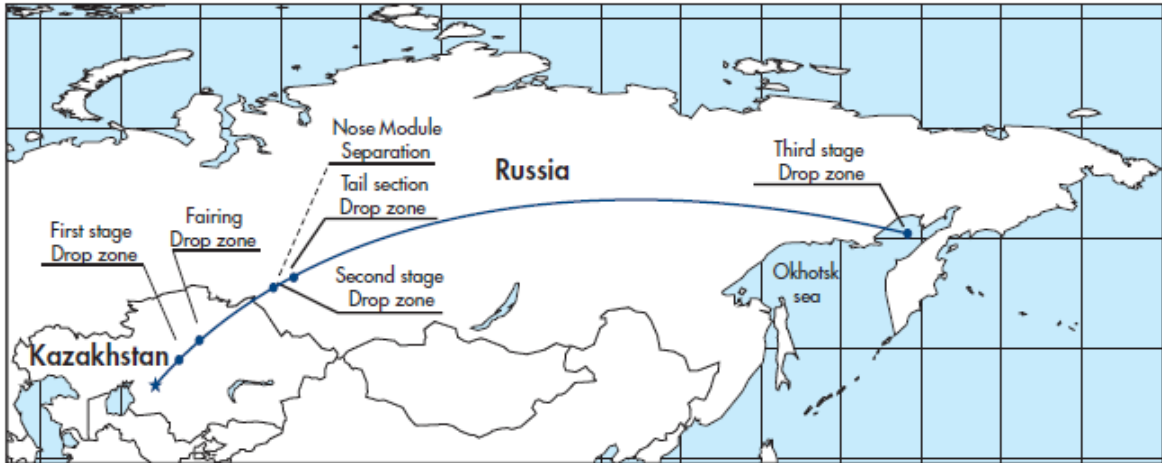 Nose Module
Separation
Russia
Third stage
Drop zone
Tail section
Drop zone
Fairing
Drop zone
First stage
Drop zone
Second stage
Drop zone
Okhotsk
sea
Kazakhstan